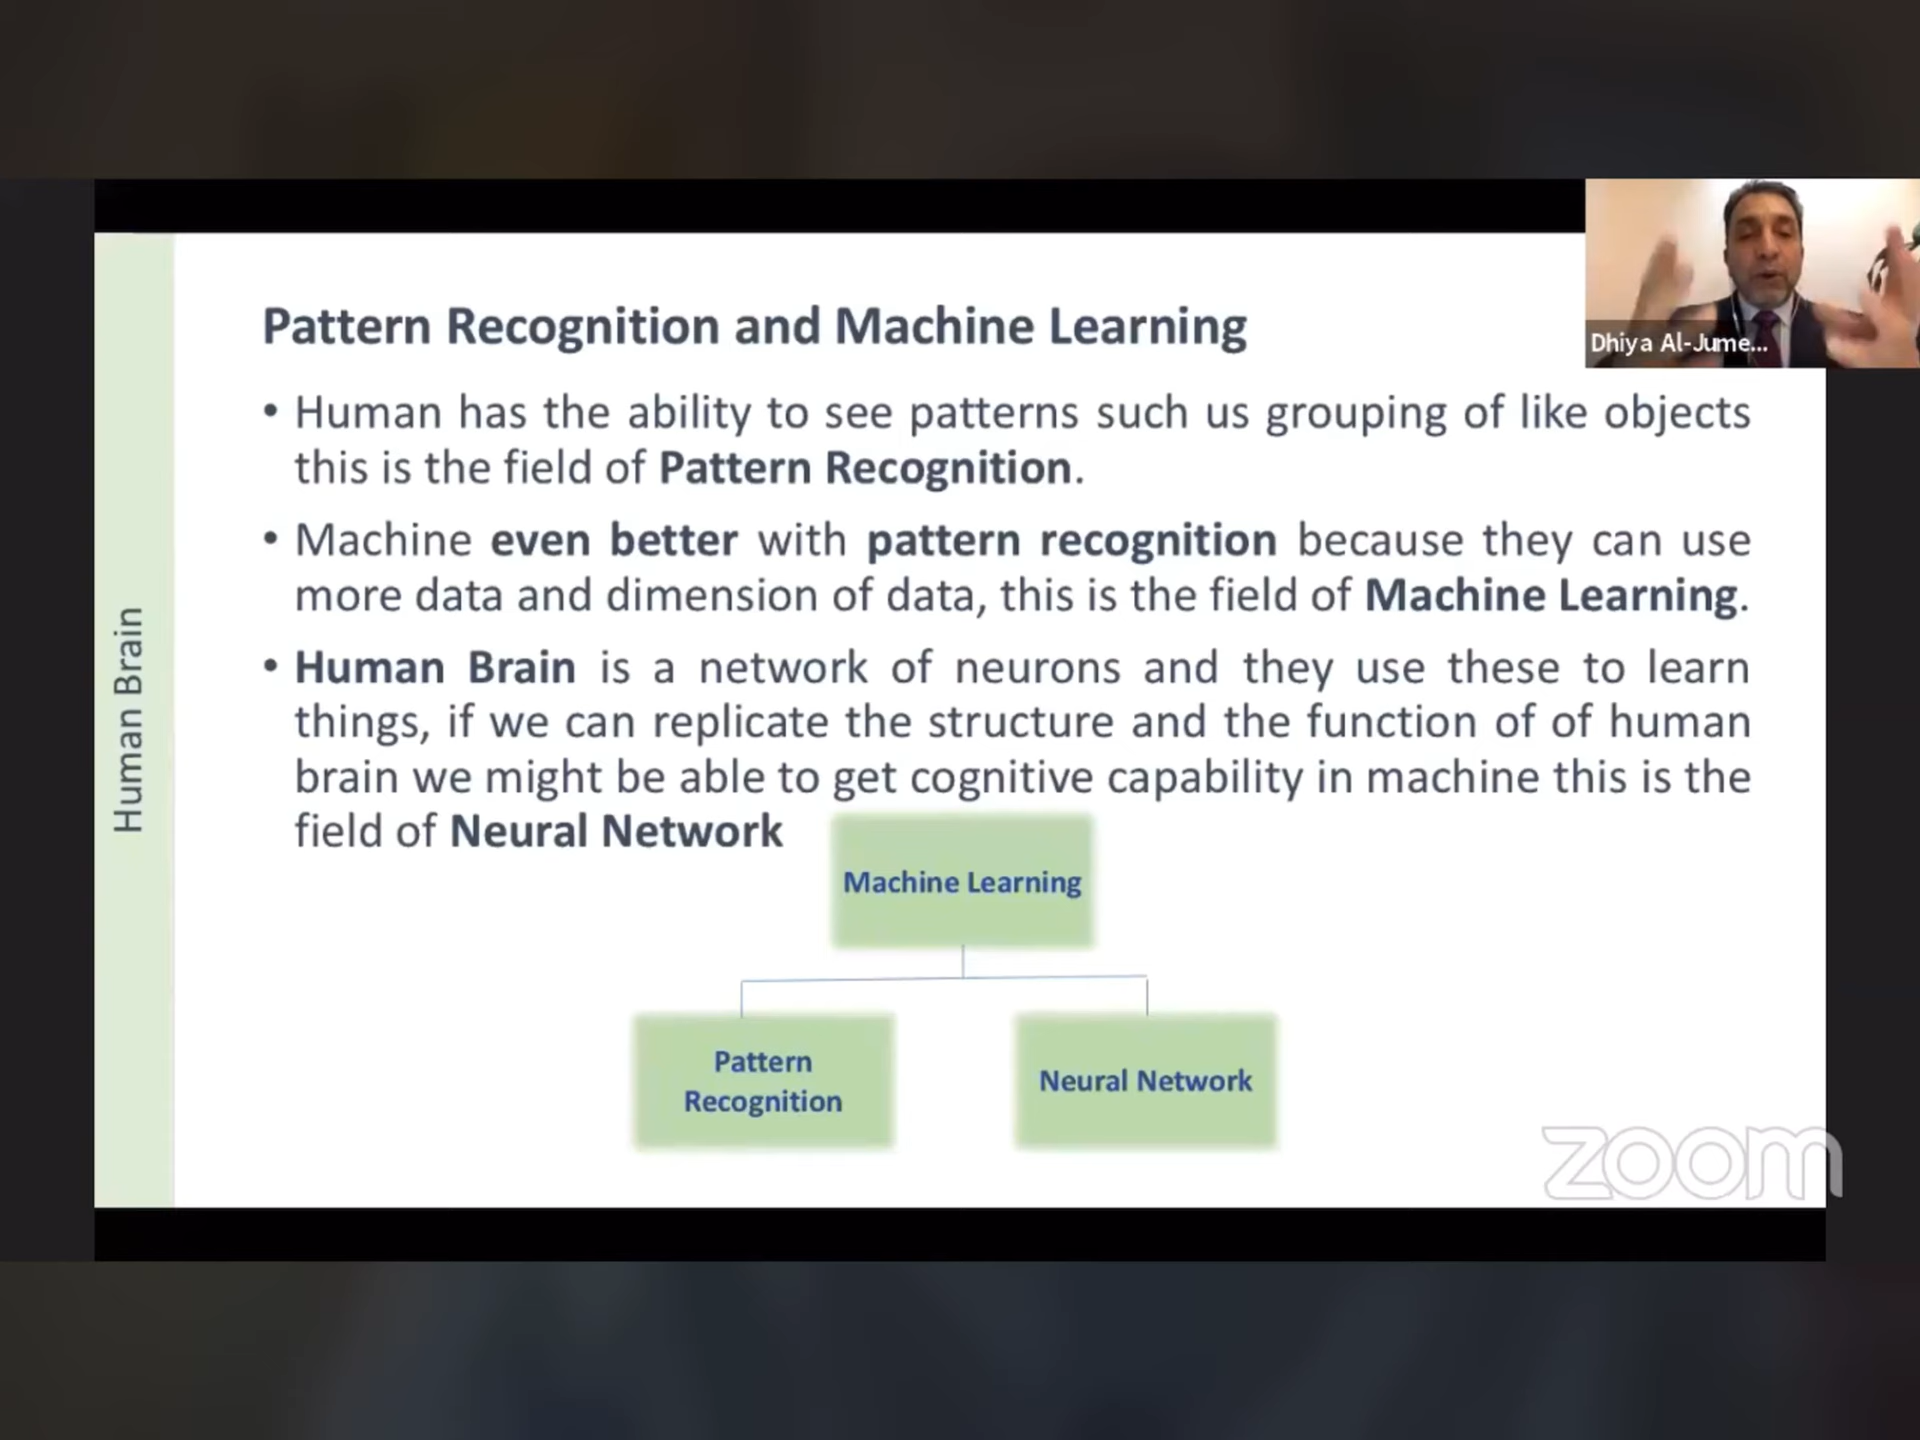 Pattern Recognition and Machine Learning
• Human has the ability to see patterns such us grouping of like objects
this is the field of Pattern Recognition.
• Machine even better with pattern recognition because they can use
more data and dimension of data, this is the field of Machine Learning.
• Human Brain is a network of neurons and they use these to learn
things, if we can replicate the structure and the function of of human
brain we might be able to get cognitive capability in machine this is the
field of Neural Network
Machine Learning
Pattern
Recognition
Neural Network
Human Brain
Dhiya Al-Jume...
zoom